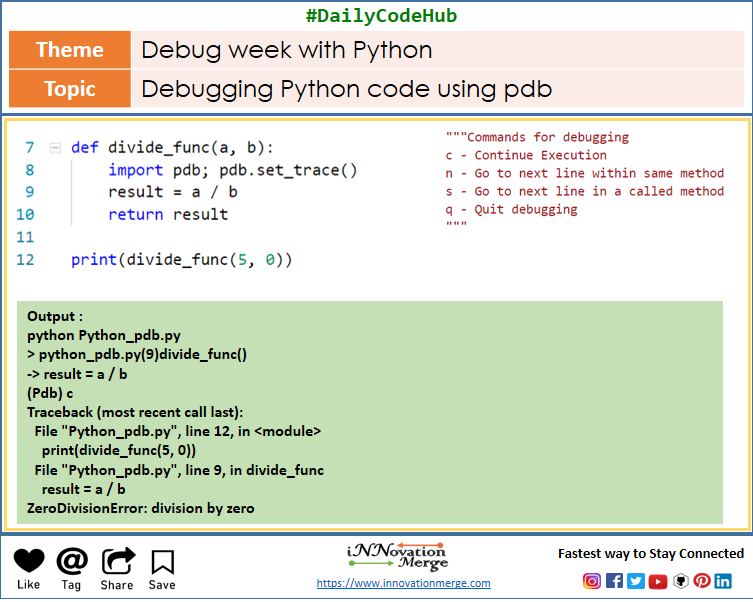 #DailyCodeHub
Theme
Debug week with Python
Topic
Debugging Python code using pdb
7 def divide_func(a, b):
8 import pdb; pdb.set_trace()
9 result = a / b
10 return result
11
12 print(divide_func(5, 0))
"""Commands for debugging
c - Continue Execution
n - Go to next line within same method
s - Go to next line in a called method
q - Quit debugging
"""
Output :
python Python_pdb.py
> python_pdb.py(9)divide_func()
-> result = a / b
(Pdb) c
Traceback (most recent call last):
File "Python_pdb.py", line 12, in <module>
print(divide_func(5, 0))
File "Python_pdb.py", line 9, in divide_func
result = a / b
ZeroDivisionError: division by zero
Like
Tag
Share
Save
iNNovation
Merge
https://www.innovationmerge.com
Fastest way to Stay Connected